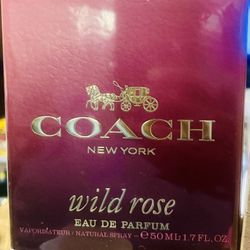 COACH
NEW YORK
wild rose
EAU DE PARFUM
VAPORISATEUR / NATURAL SPRAY - ℮50 ML 1.7 FL. OZ.